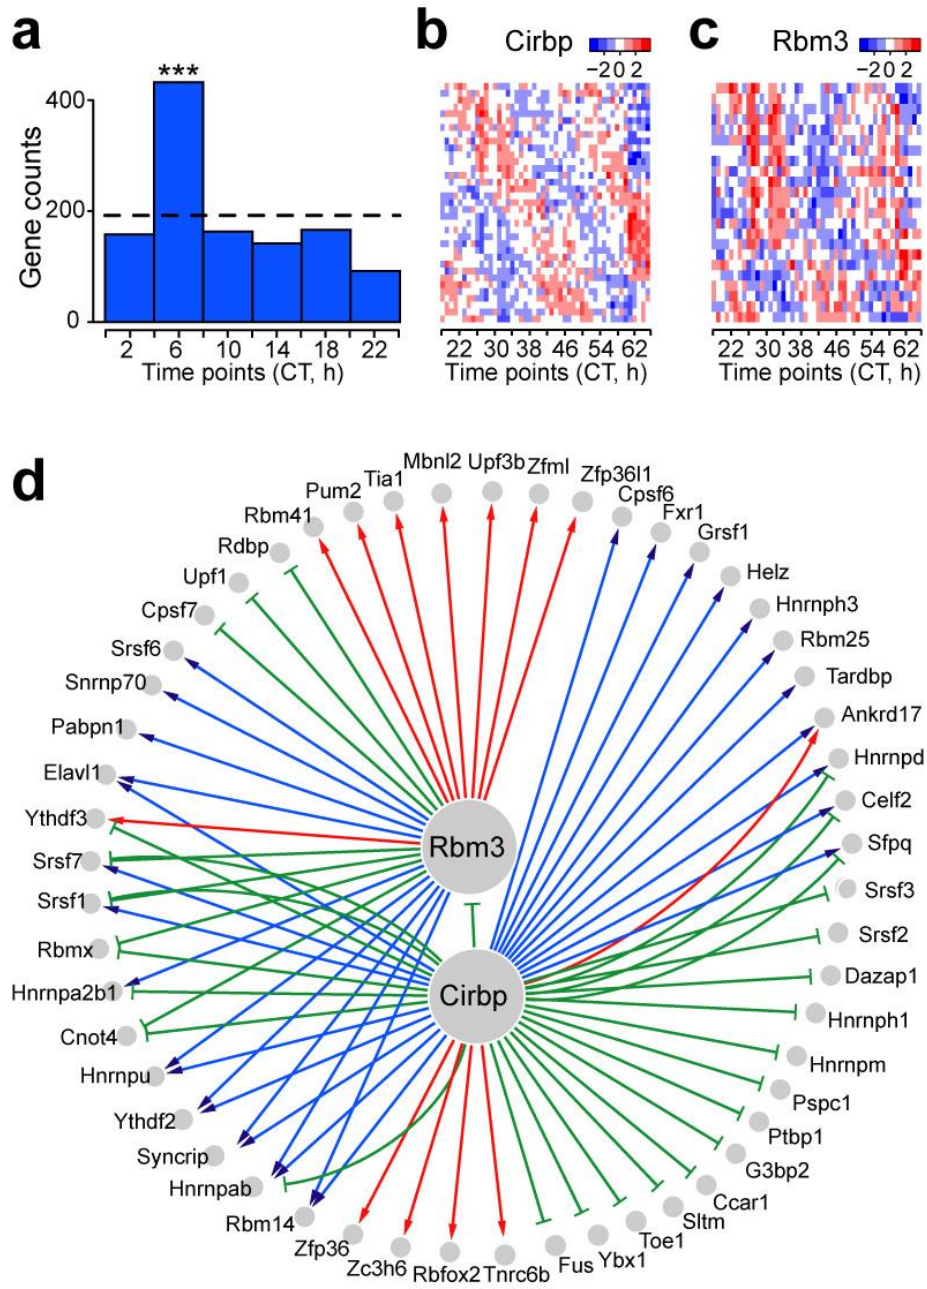 a
***
400
200
0
Gene counts
2 6 10 14 18 22
Time points (CT, h)
b
Cirbp
−2 0 2
22 30 38 46 54 62
Time points (CT, h)
c
Rbm3
−2 0 2
22 30 38 46 54 62
Time points (CT, h)
d
Mbnl2
Upf3b
Zfml
Zfp36l1
Cpsf6
Fxr1
Grsf1
Helz
Hnrnph3
Rbm25
Tardbp
Ankrd17
Hnrnpd
Celf2
Sfpq
Srsf3
Srsf2
Dazap1
Hnrnph1
Hnrnpm
Pspc1
Ptbp1
G3bp2
Ccar1
Sltm
Toe1
Ybx1
Fus
Tnrc6b
Rbfox2
Zc3h6
Zfp36
Rbm14
Hnrnpab
Syncrip
Ythdf2
Hnrnpu
Cnot4
Hnrnpa2b1
Rbmx
Srsf1
Srsf7
Ythdf3
Elavl1
Pabpn1
Snrnp70
Srsf6
Cpsf7
Upf1
Rdbp
Rbm41
Pum2
Tia1
Rbm3
Cirbp